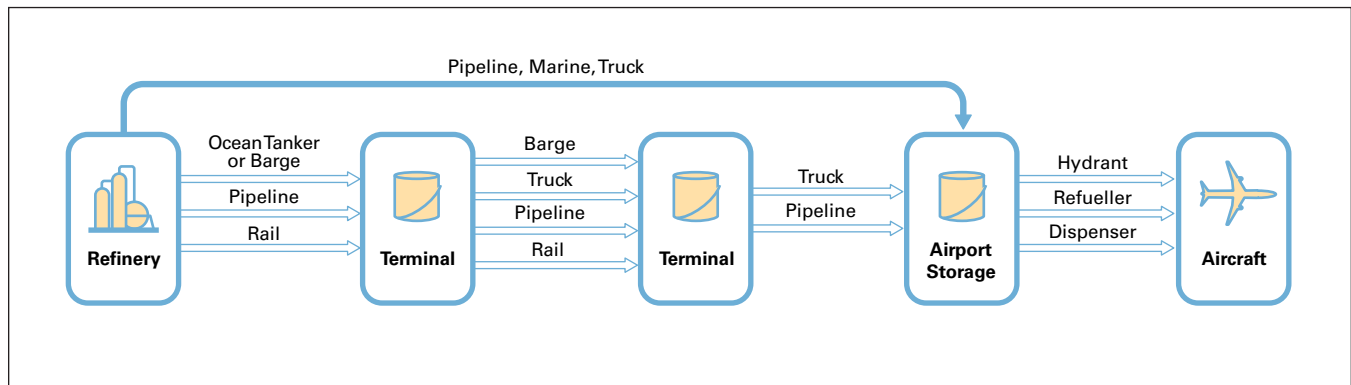 Pipeline, Marine, Truck
Ocean Tanker
or Barge
Pipeline
Rail
Refinery
Barge
Truck
Pipeline
Rail
Terminal
Truck
Pipeline
Terminal
Hydrant
Refueller
Dispenser
Airport
Storage
Aircraft